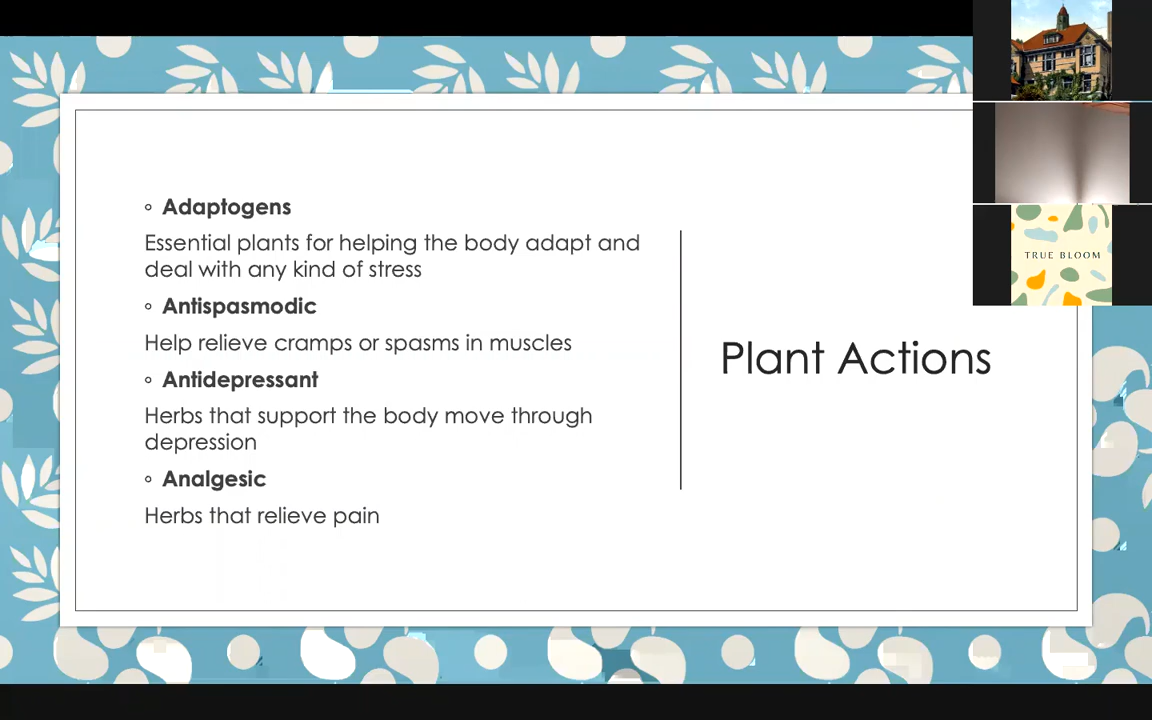 Adaptogens
Essential plants for helping the body adapt and
deal with any kind of stress
Antispasmodic
Help relieve cramps or spasms in muscles
Antidepressant
Herbs that support the body move through
depression
Analgesic
Herbs that relieve pain
Plant Actions
TRUE BLOOM